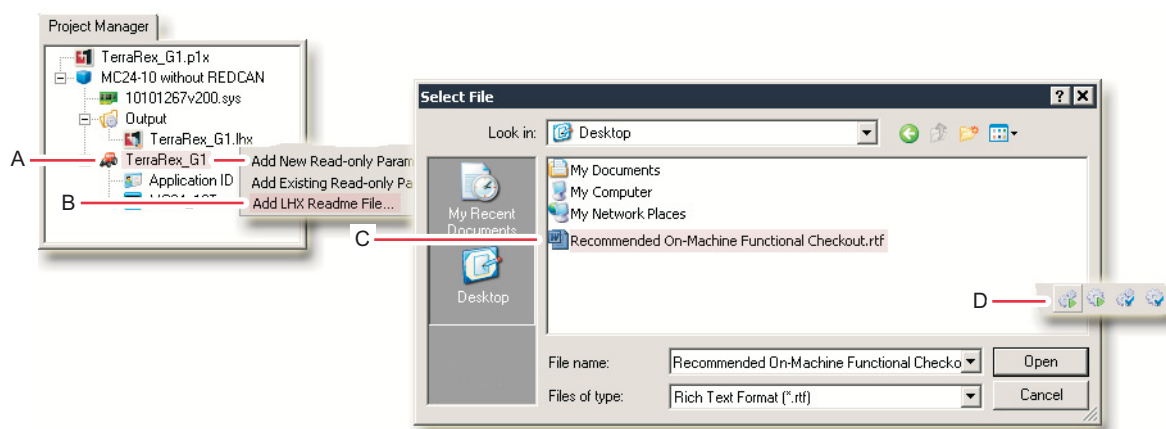 Project Manager
TerraRex_G1.p1x
MC24-10 without REDCAN
10101267v200.sys
Output
TerraRex_G1.lhx
A
TerraRex_G1
Add New Read-only Param
Application ID
Add Existing Read-only Pa
B
Add LHX Readme File...
Select File
Look in:
Desktop
My Recent
Documents
Desktop
My Documents
My Computer
My Network Places
C
Recommended On-Machine Functional Checkout.rtf
D
File name:
Recommended On-Machine Functional Checko
Open
Files of type:
Rich Text Format (*.rtf)
Cancel